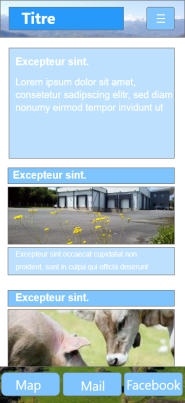 Titre
Excepteur sint.
Lorem ipsum dolor sit amet,
consetetur sadipscing elitr, sed diam
nonumy eirmod tempor invidunt ut
Excepteur sint.
Excepteur sint occaecat cupidatat non
proident, sunt in culpa qui officia deserunt
Excepteur sint.
Map
Mail
Facebook